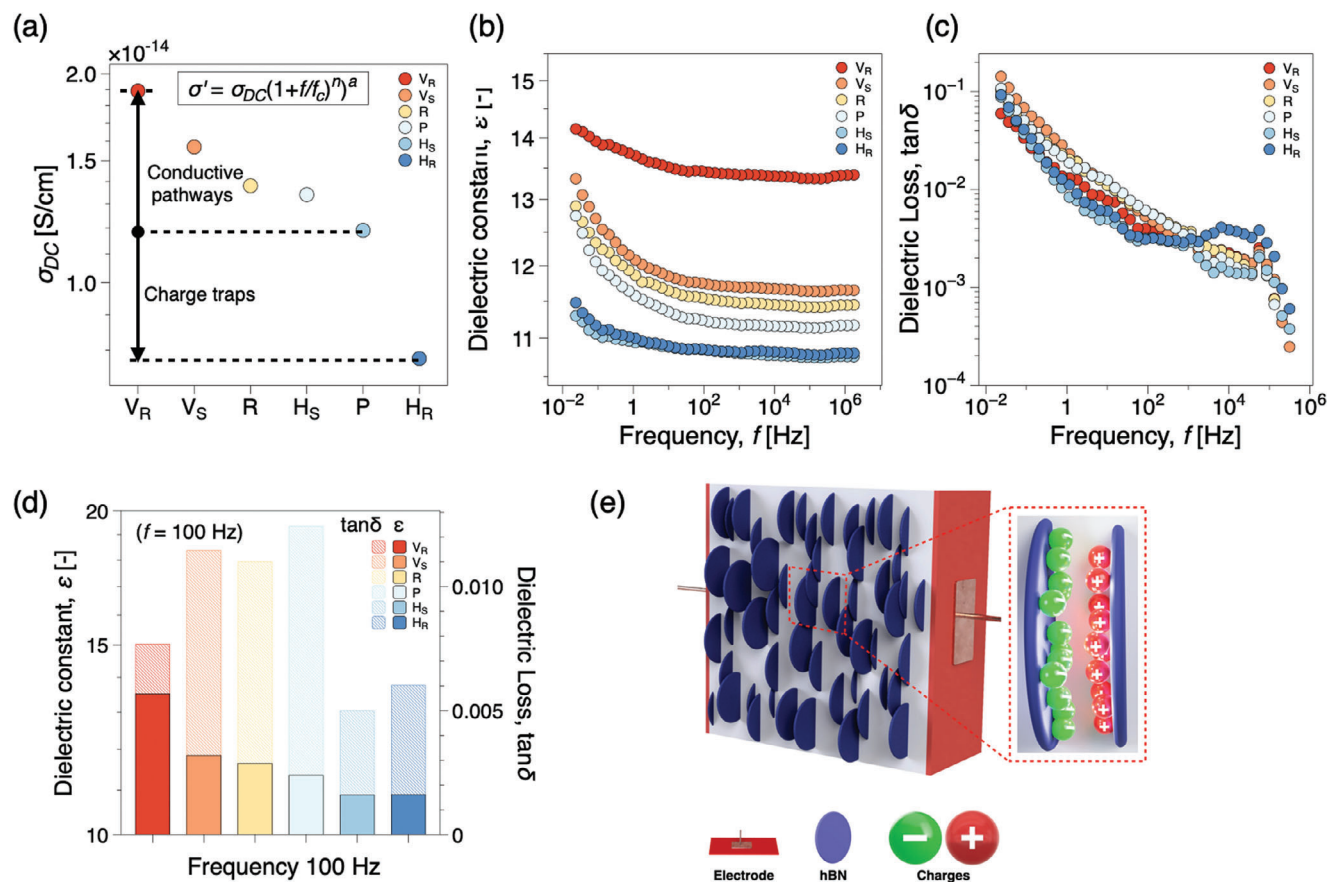 (a)
×10⁻¹⁴
2.0
1.5
1.0
σDC [S/cm]
σ' = σDC(1+f/fc)ⁿ)ᵃ
VR
VS
R
P
HS
HR
Conductive
pathways
Charge traps
VR VS R HS P HR
(b)
15
14
13
12
11
Dielectric constant, ε' [-]
VR
VS
R
P
HS
HR
10⁻² 1 10² 10⁴ 10⁶
Frequency, f [Hz]
(c)
10⁻¹
10⁻²
10⁻³
10⁻⁴
Dielectric Loss, tanδ
VR
VS
R
P
HS
HR
10⁻² 1 10² 10⁴ 10⁶
Frequency, f [Hz]
(d)
20
15
10
Dielectric constant, ε [-]
(f = 100 Hz)
tanδ ε
VR
VS
R
P
HS
HR
0.010
0.005
0
Dielectric Loss, tanδ
Frequency 100 Hz
(e)
− +
Electrode hBN Charges